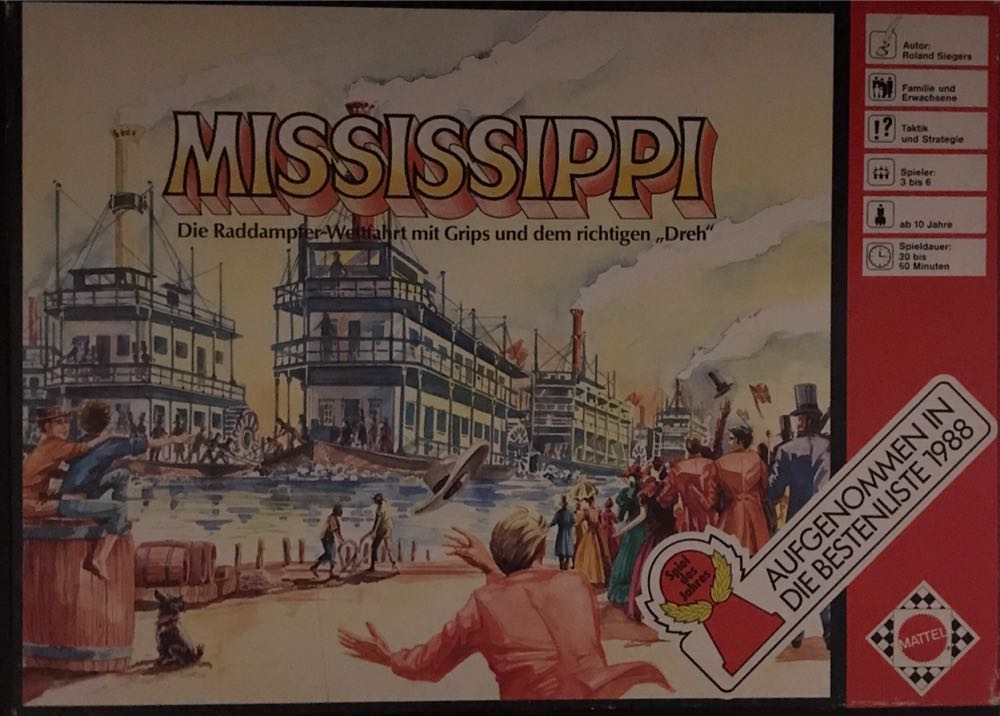 MISSISSIPPI
Die Raddampfer-Wettfahrt mit Grips und dem richtigen „Dreh“
Autor:
Roland Siegers
Familie und
Erwachsene
!?
Taktik
und Strategie
Spieler:
3 bis 6
ab 10 Jahre
Spieldauer:
30 bis
60 Minuten
AUFGENOMMEN IN
DIE BESTENLISTE 1988
Spiel
des
Jahres
MATTEL